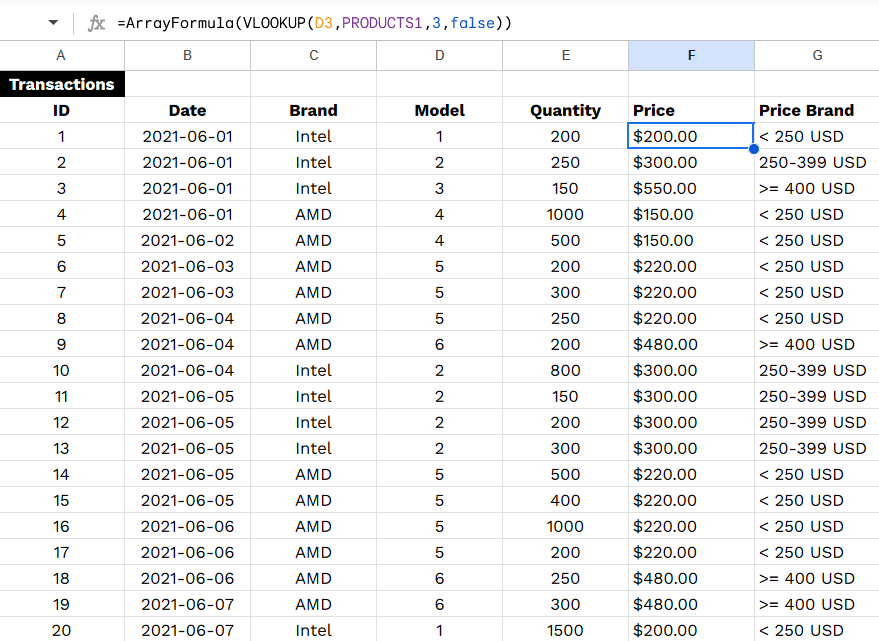 fx =ArrayFormula(VLOOKUP(D3,PRODUCTS1,3,false))
A B C D E F G
Transactions
ID Date Brand Model Quantity Price Price Brand
1 2021-06-01 Intel 1 200 $200.00 < 250 USD
2 2021-06-01 Intel 2 250 $300.00 250-399 USD
3 2021-06-01 Intel 3 150 $550.00 >= 400 USD
4 2021-06-01 AMD 4 1000 $150.00 < 250 USD
5 2021-06-02 AMD 4 500 $150.00 < 250 USD
6 2021-06-03 AMD 5 200 $220.00 < 250 USD
7 2021-06-03 AMD 5 300 $220.00 < 250 USD
8 2021-06-04 AMD 5 250 $220.00 < 250 USD
9 2021-06-04 AMD 6 200 $480.00 >= 400 USD
10 2021-06-04 Intel 2 800 $300.00 250-399 USD
11 2021-06-05 Intel 2 150 $300.00 250-399 USD
12 2021-06-05 Intel 2 200 $300.00 250-399 USD
13 2021-06-05 Intel 2 300 $300.00 250-399 USD
14 2021-06-05 AMD 5 500 $220.00 < 250 USD
15 2021-06-05 AMD 5 400 $220.00 < 250 USD
16 2021-06-06 AMD 5 1000 $220.00 < 250 USD
17 2021-06-06 AMD 5 200 $220.00 < 250 USD
18 2021-06-06 AMD 6 250 $480.00 >= 400 USD
19 2021-06-07 AMD 6 300 $480.00 >= 400 USD
20 2021-06-07 Intel 1 1500 $200.00 < 250 USD